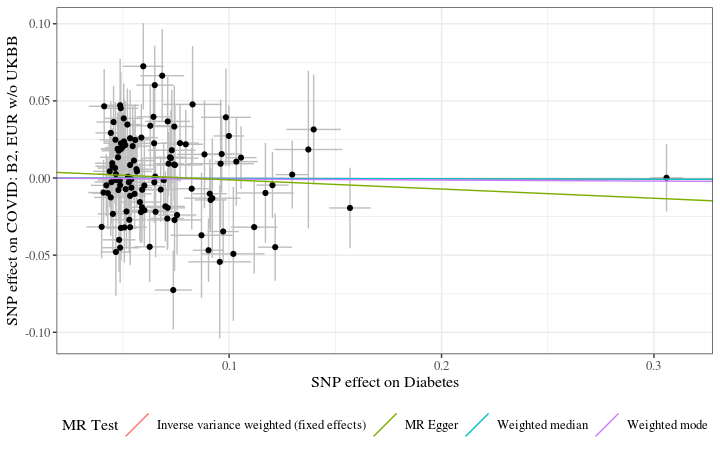 SNP effect on COVID: B2, EUR w/o UKBB
0.10
0.05
0.00
-0.05
-0.10
0.1
0.2
0.3
SNP effect on Diabetes
MR Test Inverse variance weighted (fixed effects) MR Egger Weighted median Weighted mode